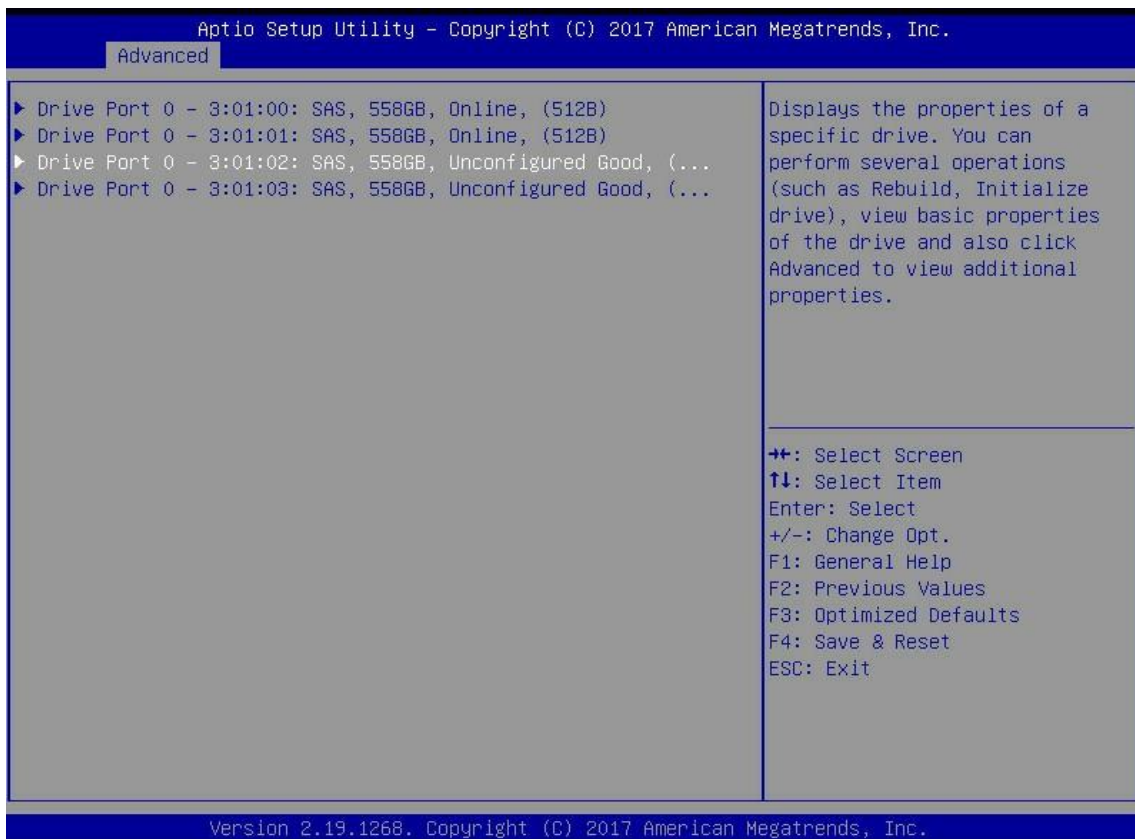 Aptio Setup Utility – Copyright (C) 2017 American Megatrends, Inc.
Advanced
▶ Drive Port 0 – 3:01:00: SAS, 558GB, Online, (512B)
▶ Drive Port 0 – 3:01:01: SAS, 558GB, Online, (512B)
▶ Drive Port 0 – 3:01:02: SAS, 558GB, Unconfigured Good, (...
▶ Drive Port 0 – 3:01:03: SAS, 558GB, Unconfigured Good, (...
Displays the properties of a
specific drive. You can
perform several operations
(such as Rebuild, Initialize
drive), view basic properties
of the drive and also click
Advanced to view additional
properties.
→←: Select Screen
↑↓: Select Item
Enter: Select
+/-: Change Opt.
F1: General Help
F2: Previous Values
F3: Optimized Defaults
F4: Save & Reset
ESC: Exit
Version 2.19.1268. Copyright (C) 2017 American Megatrends, Inc.